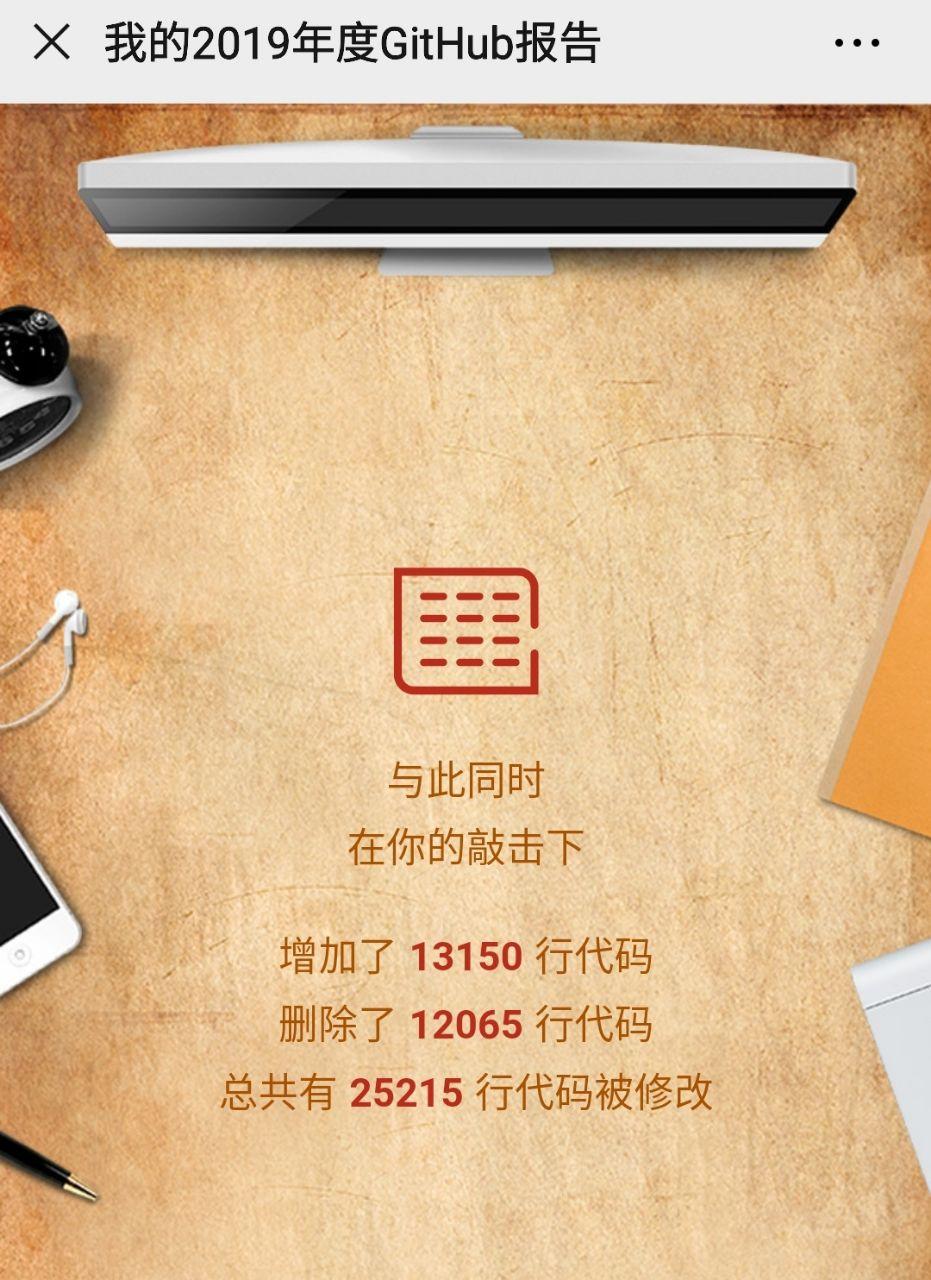 我的2019年度GitHub报告
与此同时
在你的敲击下
增加了 13150 行代码
删除了 12065 行代码
总共有 25215 行代码被修改